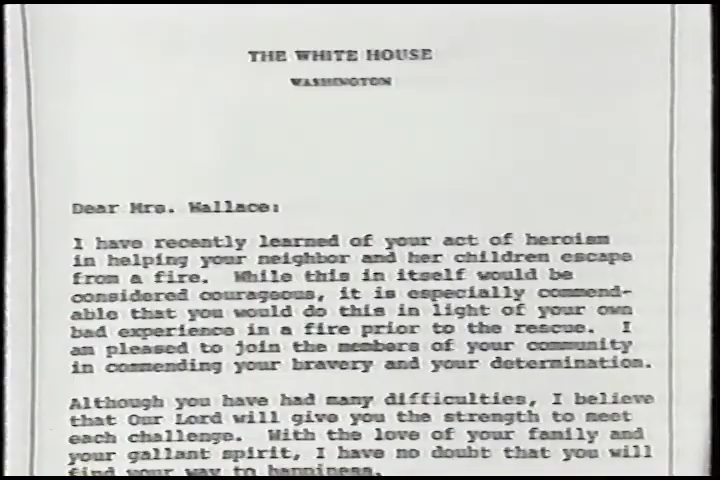 THE WHITE HOUSE
WASHINGTON
Dear Mrs. Wallace:
I have recently learned of your act of heroism
in helping your neighbor and her children escape
from a fire. While this in itself would be
considered courageous, it is especially commend-
able that you would do this in light of your own
bad experience in a fire prior to the rescue. I
am pleased to join the members of your community
in commending your bravery and your determination.
Although you have had many difficulties, I believe
that Our Lord will give you the strength to meet
each challenge. With the love of your family and
your gallant spirit, I have no doubt that you will
find your way to happiness.